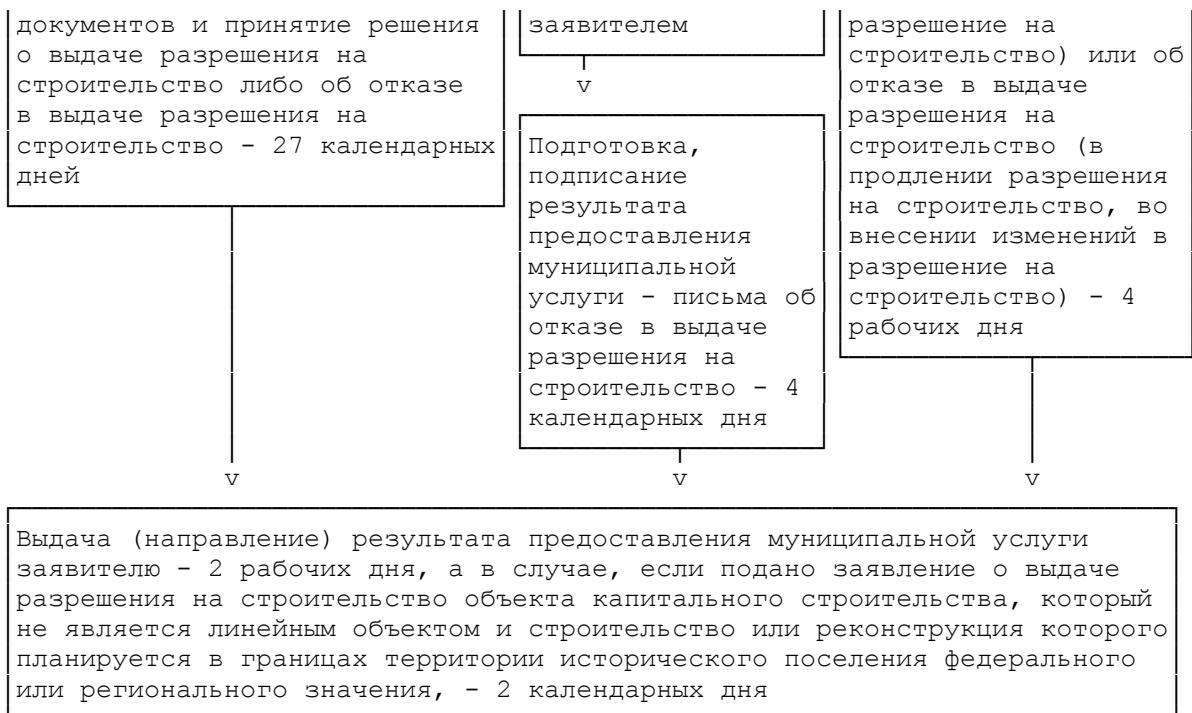 документов и принятие решения
о выдаче разрешения на
строительство либо об отказе
в выдаче разрешения на
строительство - 27 календарных
дней
заявителем
v
Подготовка,
подписание
результата
предоставления
муниципальной
услуги - письма об
отказе в выдаче
разрешения на
строительство - 4
календарных дня
разрешение на
строительство) или об
отказе в выдаче
разрешения на
строительство (в
продлении разрешения
на строительство, во
внесении изменений в
разрешение на
строительство) - 4
рабочих дня
v v v
Выдача (направление) результата предоставления муниципальной услуги
заявителю - 2 рабочих дня, а в случае, если подано заявление о выдаче
разрешения на строительство объекта капитального строительства, который
не является линейным объектом и строительство или реконструкция которого
планируется в границах территории исторического поселения федерального
или регионального значения, - 2 календарных дня